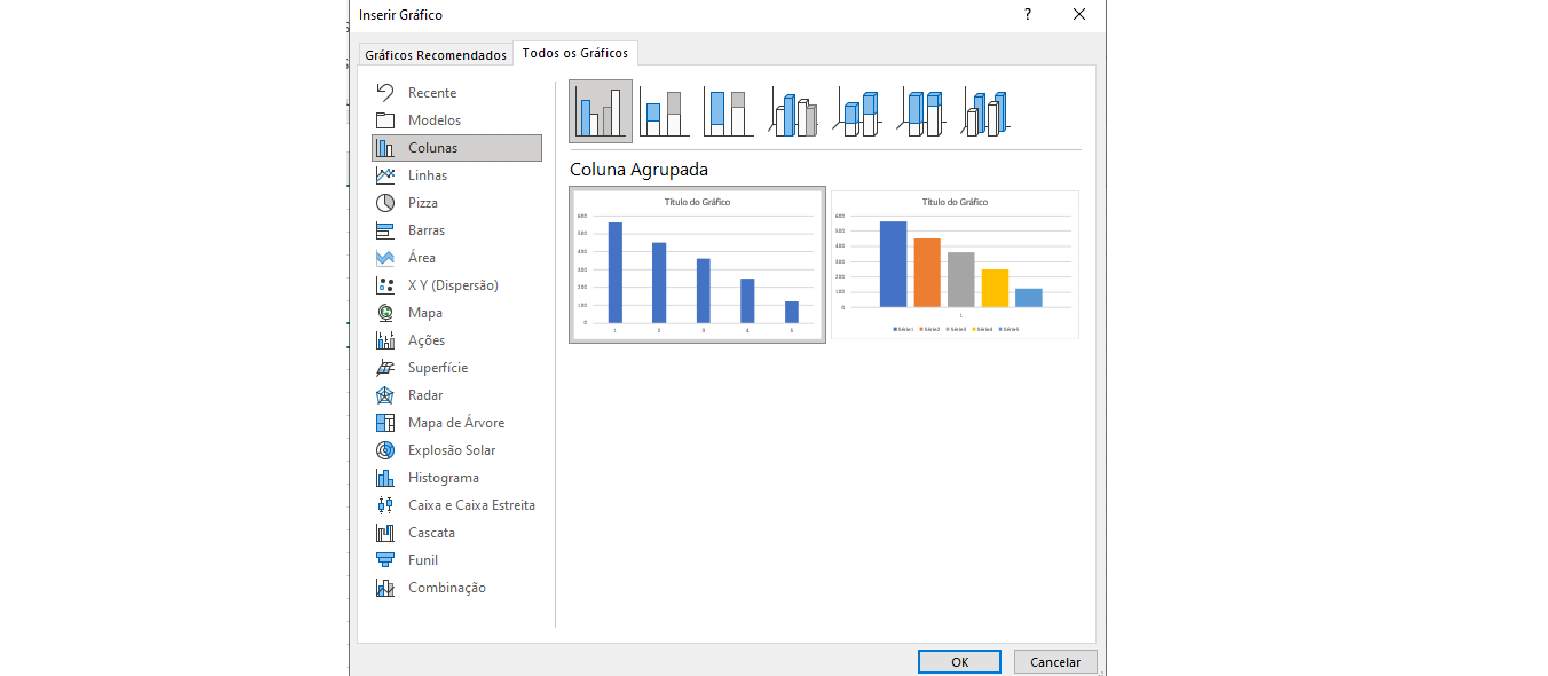 Inserir Gráfico
?
Gráficos Recomendados
Todos os Gráficos
Recente
Modelos
Colunas
Linhas
Pizza
Barras
Área
X Y (Dispersão)
Mapa
Ações
Superfície
Radar
Mapa de Árvore
Explosão Solar
Histograma
Caixa e Caixa Estreita
Cascata
Funil
Combinação
Coluna Agrupada
Título do Gráfico
600
500
400
300
200
100
0
1 2 3 4 5
Título do Gráfico
600
500
400
300
200
100
0
1
Série1 Série2 Série3 Série4 Série5
OK
Cancelar